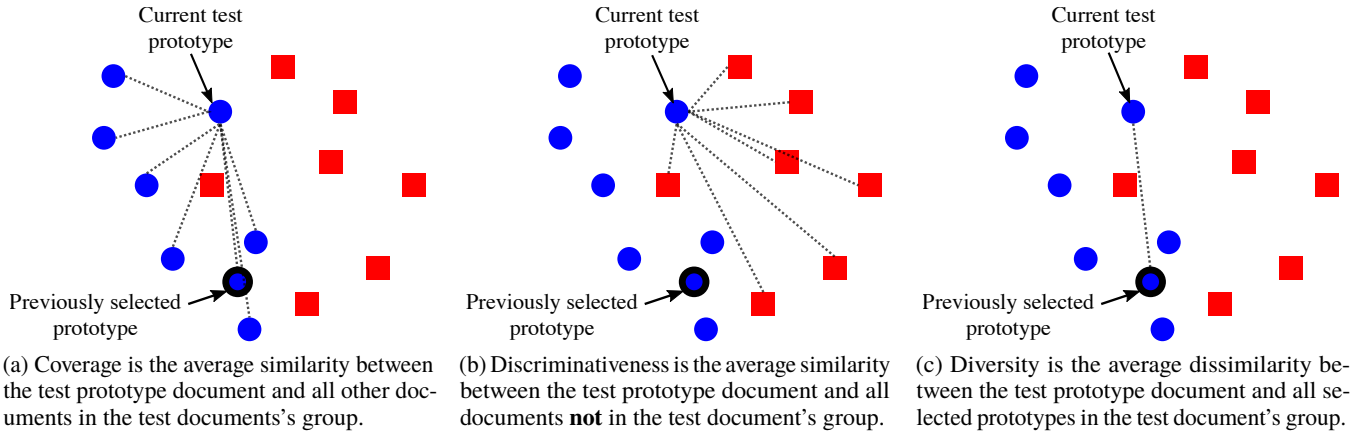 Current test
prototype
Previously selected
prototype
(a) Coverage is the average similarity between
the test prototype document and all other doc-
uments in the test documents's group.
Current test
prototype
Previously selected
prototype
(b) Discriminativeness is the average similarity
between the test prototype document and all
documents not in the test document's group.
Current test
prototype
Previously selected
prototype
(c) Diversity is the average dissimilarity be-
tween the test prototype document and all se-
lected prototypes in the test document's group.